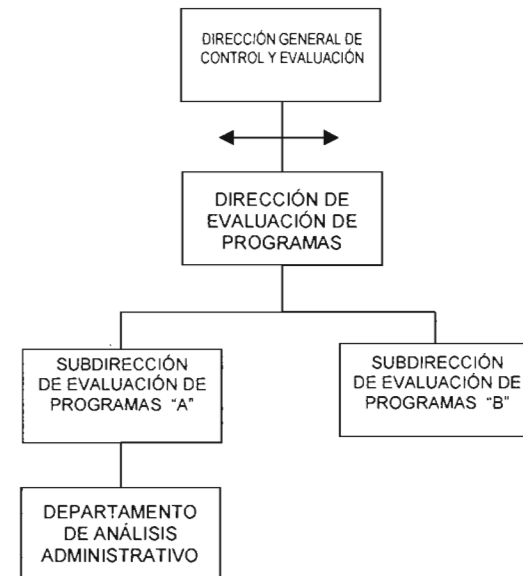 DIRECCIÓN GENERAL DE
CONTROL Y EVALUACIÓN
DIRECCIÓN DE
EVALUACIÓN DE
PROGRAMAS
SUBDIRECCIÓN
DE EVALUACIÓN DE
PROGRAMAS "A"
SUBDIRECCIÓN
DE EVALUACIÓN DE
PROGRAMAS "B"
DEPARTAMENTO
DE ANÁLISIS
ADMINISTRATIVO